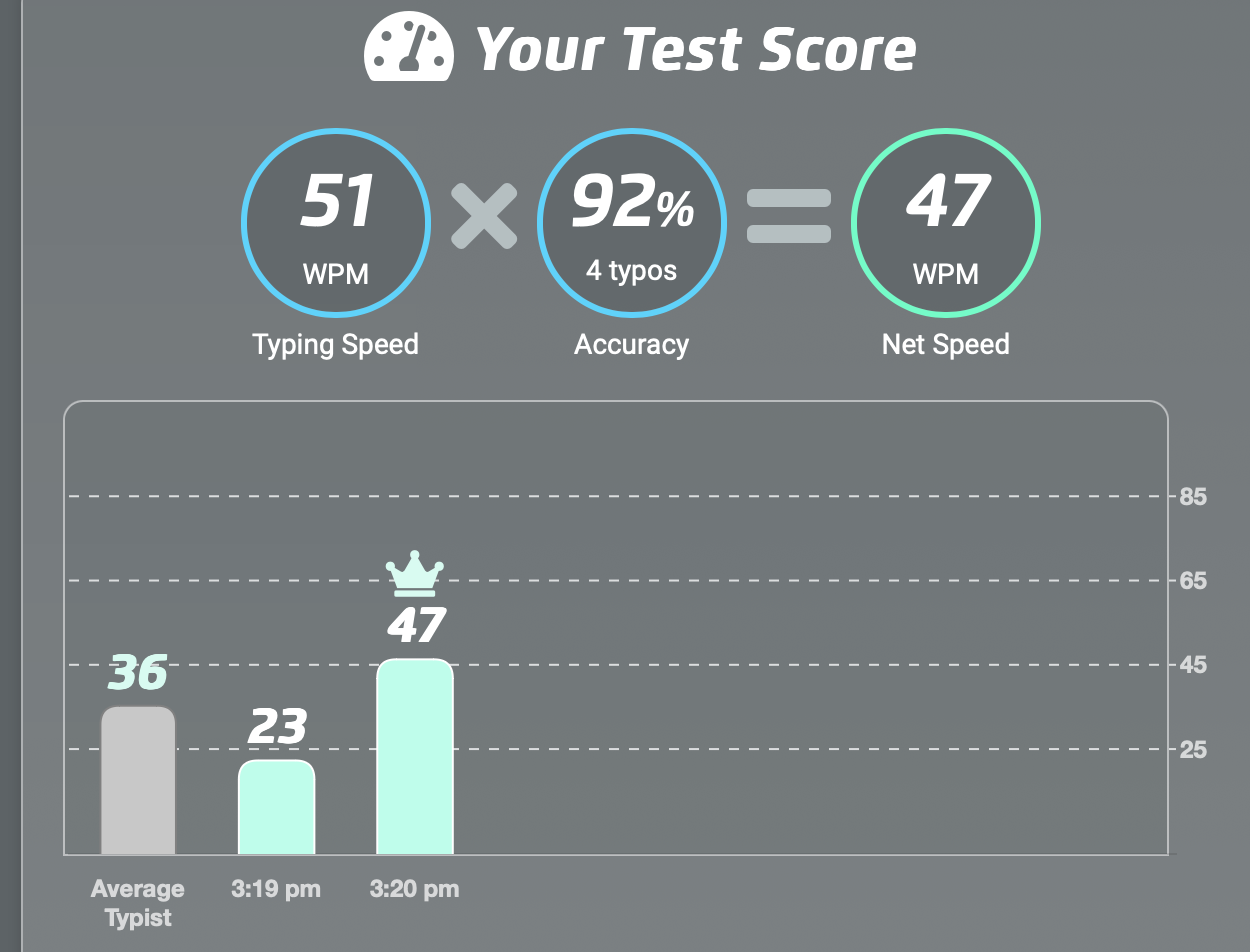 Your Test Score
51
WPM
Typing Speed
92%
4 typos
Accuracy
47
WPM
Net Speed
85
65
45
25
36
23
47
Average
Typist
3:19 pm
3:20 pm